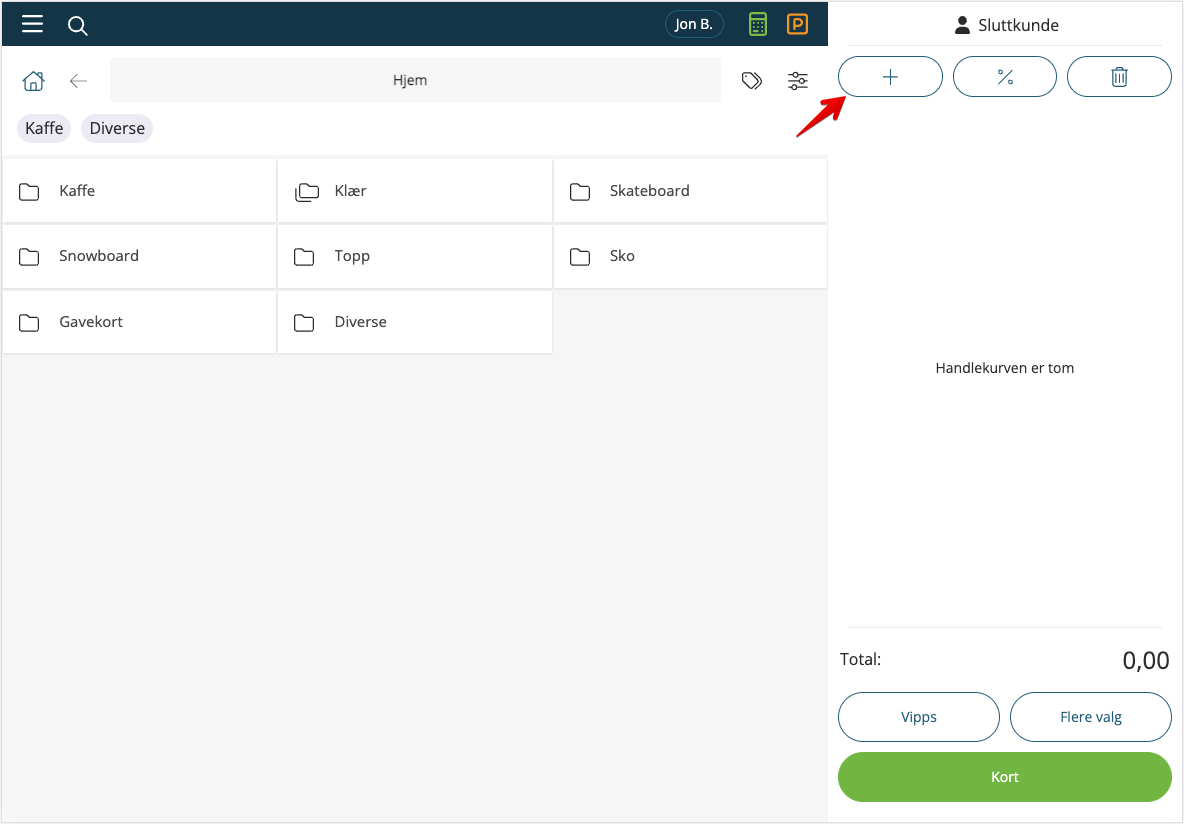 Jon B.
P
Sluttkunde
Hjem
Kaffe
Diverse
Kaffe
Klær
Skateboard
Snowboard
Topp
Sko
Gavekort
Diverse
Handlekurven er tom
Total:
0,00
Vipps
Flere valg
Kort